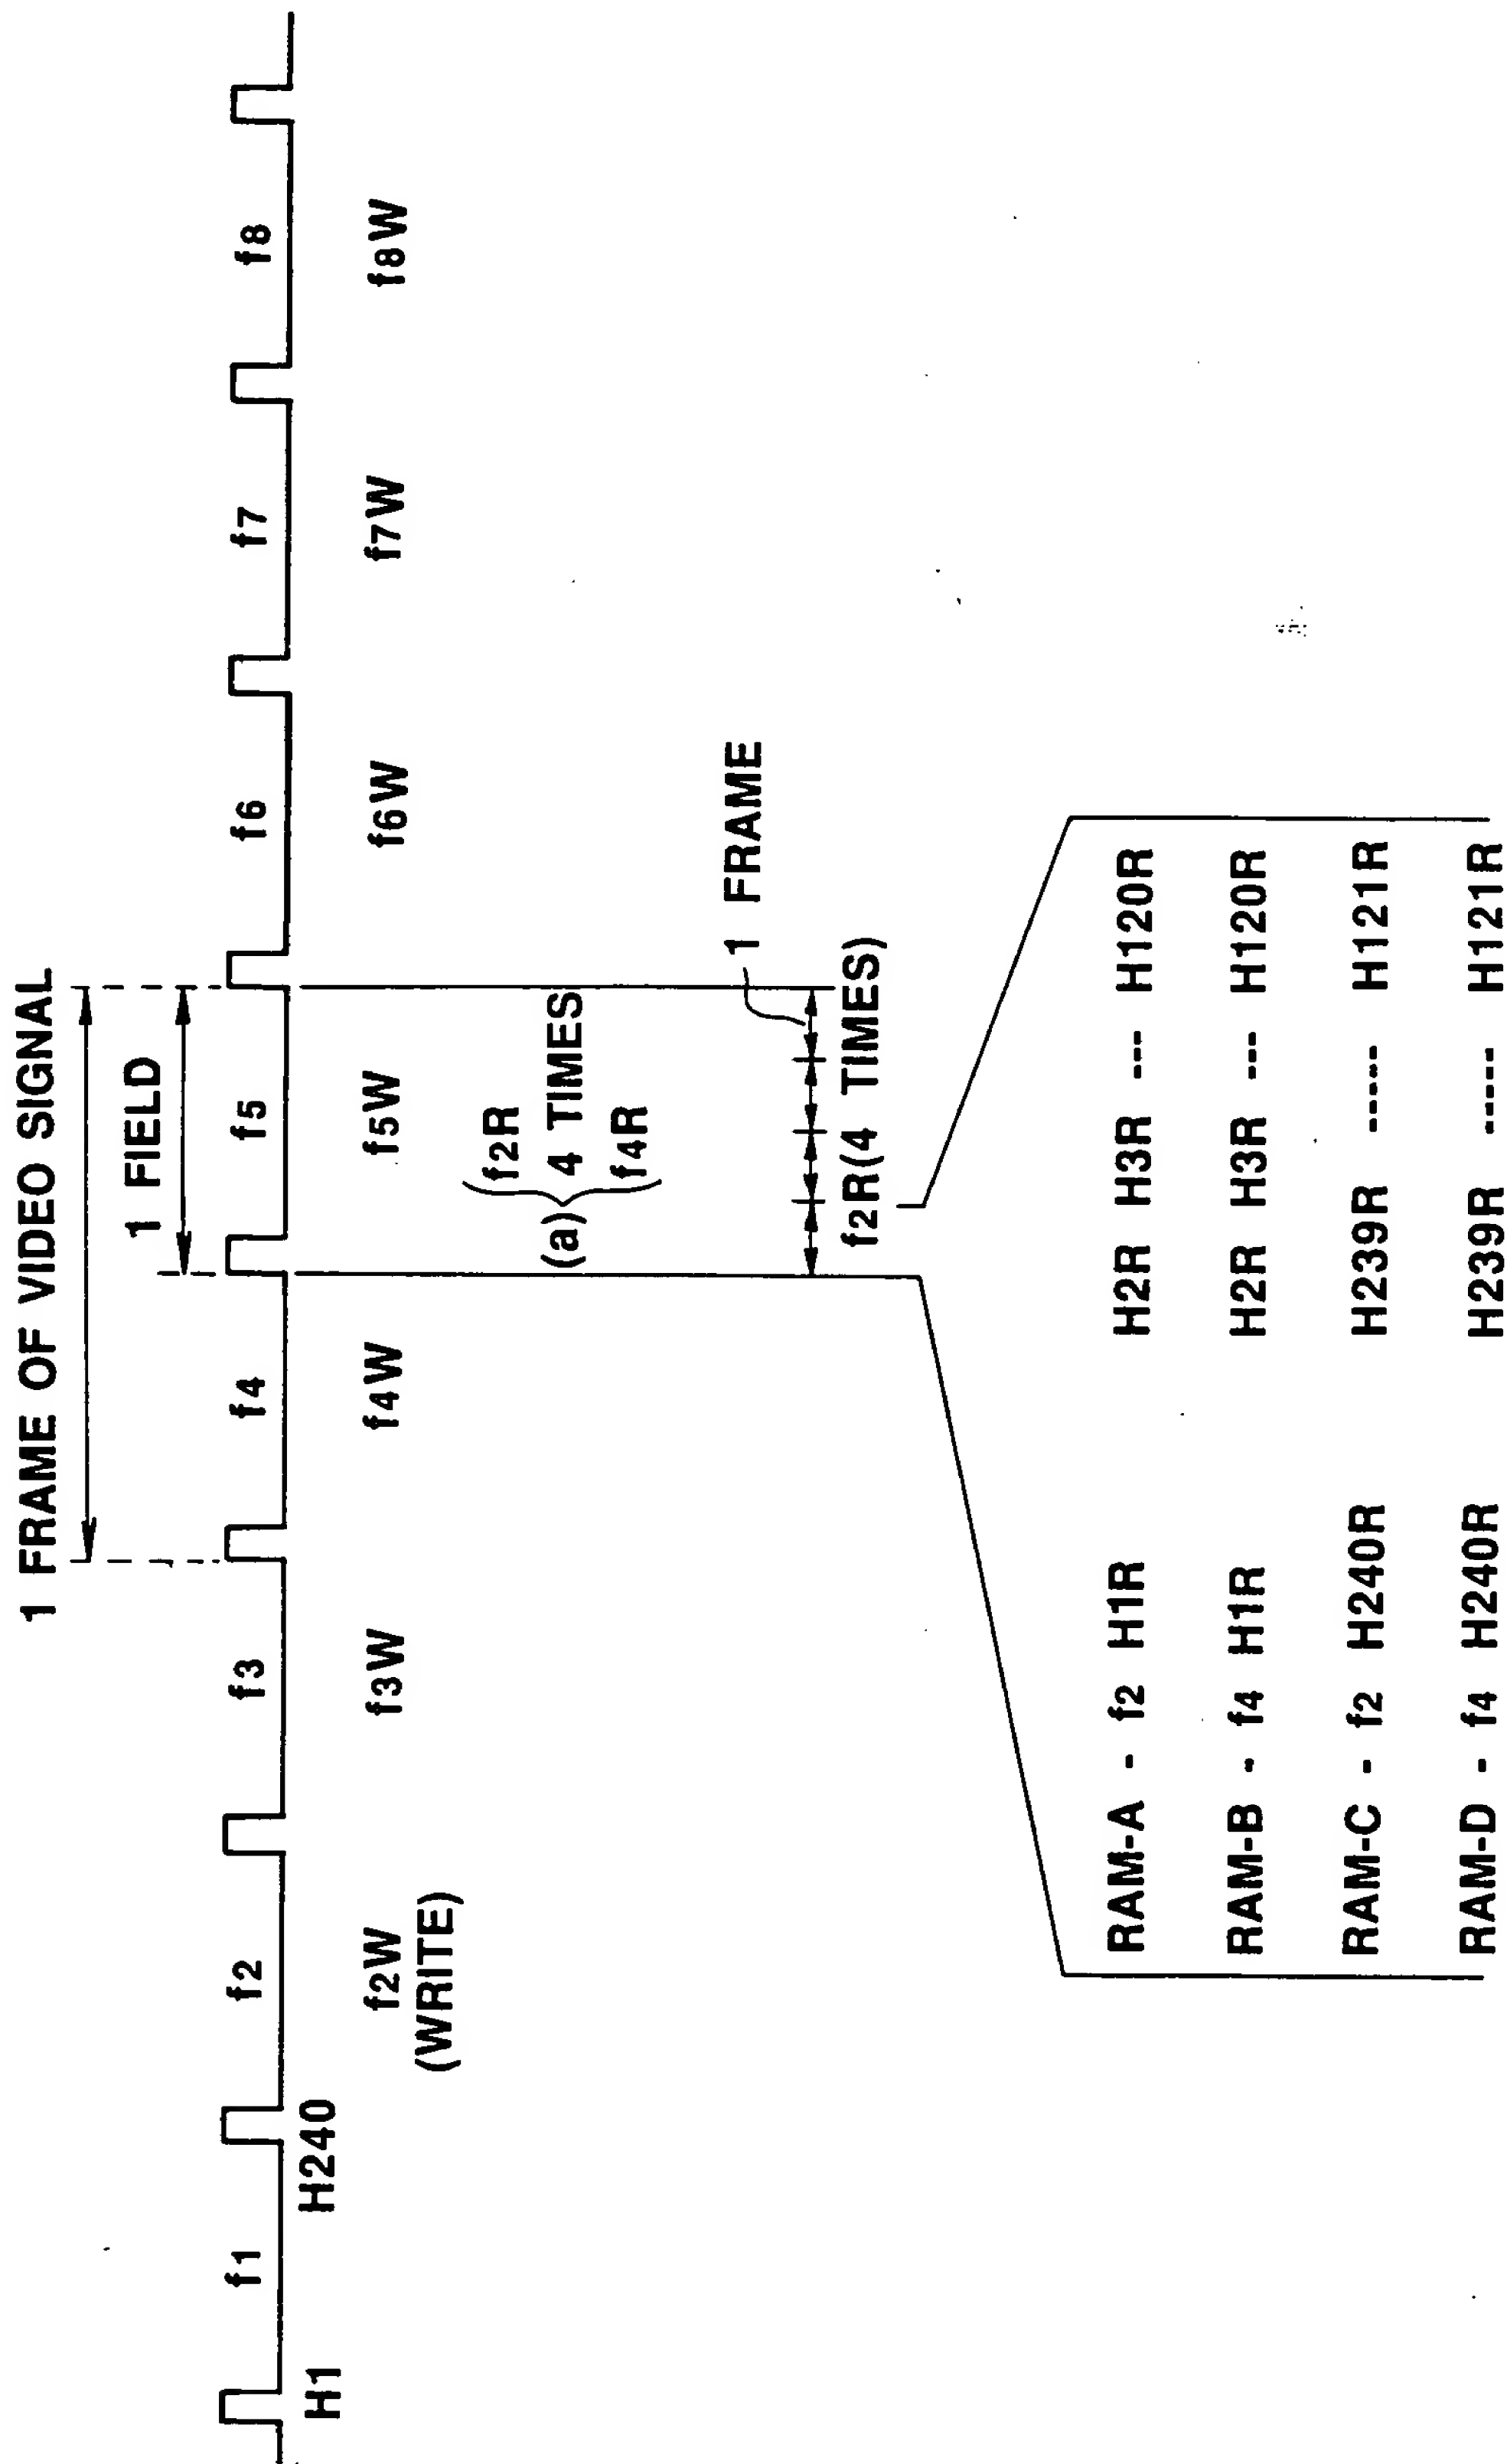 1 FRAME OF VIDEO SIGNAL
1 FIELD
f1 f2 f3 f4 f5 f6 f7 f8
H1 H240
f2W f3W f4W f5W f6W f7W f8W
(WRITE)
f2R
(a) 4 TIMES
f4R
1 FRAME
f2R(4 TIMES)
RAM-A - f2 H1R H2R H3R --- H120R
RAM-B - f4 H1R H2R H3R --- H120R
RAM-C - f2 H240R H239R ----- H121R
RAM-D - f4 H240R H239R ----- H121R